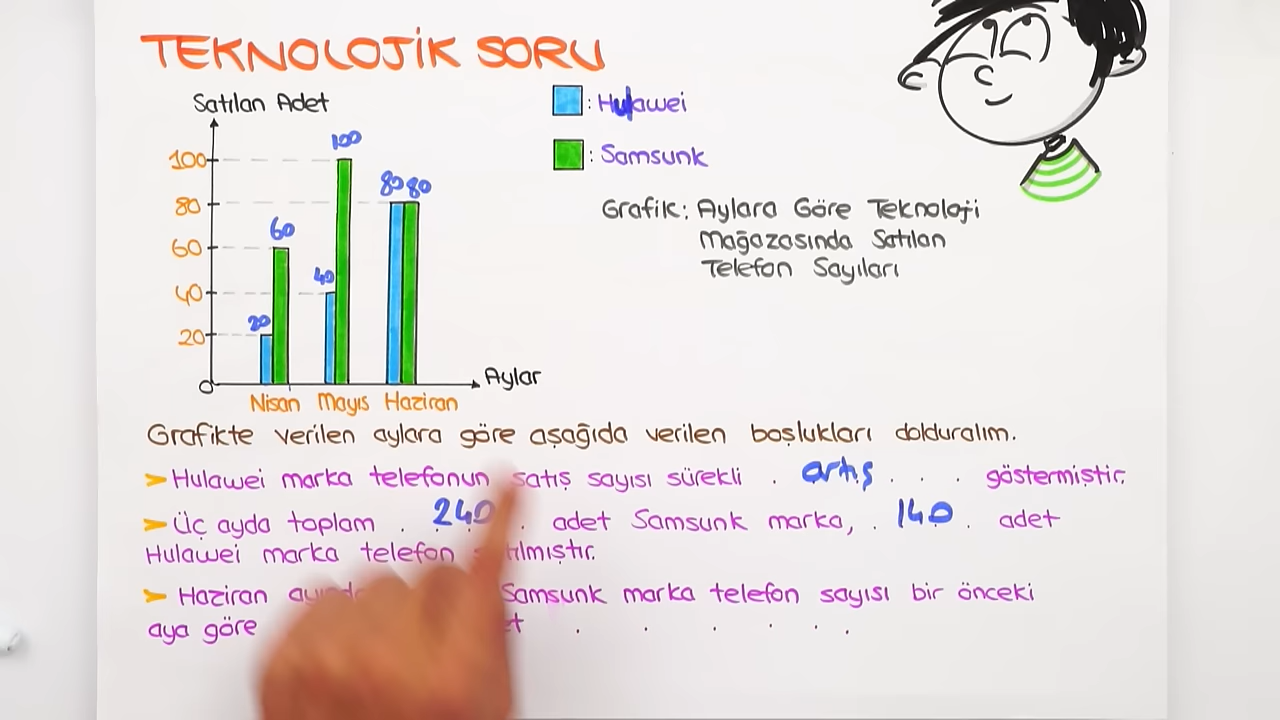 TEKNOLOJİK SORU
Satılan Adet
: Hulawei
: Samsunk
Grafik: Aylara Göre Teknoloji
Mağazasında Satılan
Telefon Sayıları
100
80
60
40
20
0
20
60
40
100
80 80
Nisan Mayıs Haziran
Aylar
Grafikte verilen aylara göre aşağıda verilen boşlukları dolduralım.
➤ Hulawei marka telefonun satış sayısı sürekli . artış . . . göstermiştir.
➤ Üç ayda toplam . 240 . adet Samsunk marka, . 140 . adet
Hulawei marka telefon
➤ Haziran Samsunk marka telefon sayısı bir önceki
aya göre . . . . .